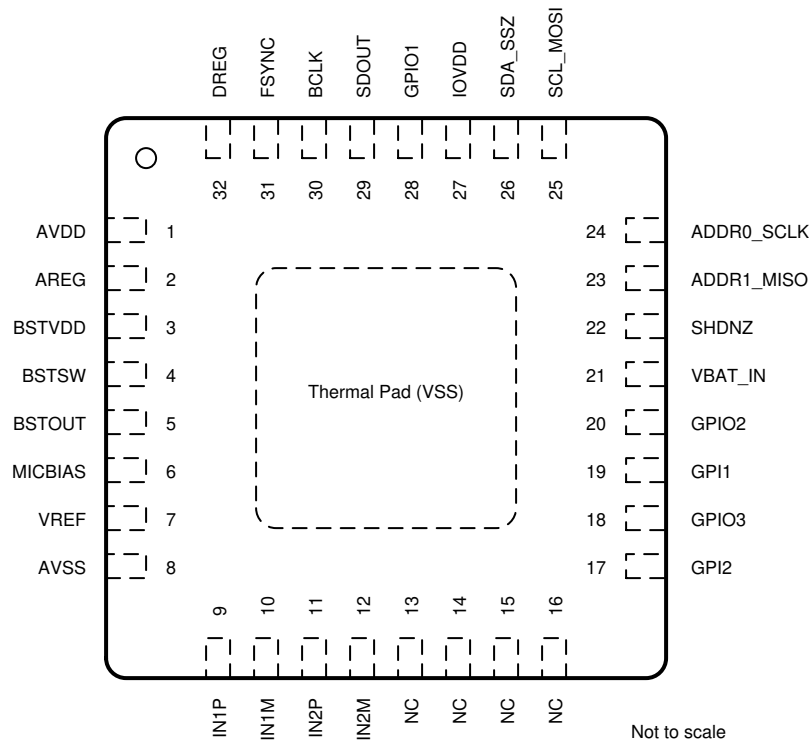 DREG
FSYNC
BCLK
SDOUT
GPIO1
IOVDD
SDA_SSZ
SCL_MOSI
32
31
30
29
28
27
26
25
AVDD 1
AREG 2
BSTVDD 3
BSTSW 4
BSTOUT 5
MICBIAS 6
VREF 7
AVSS 8
Thermal Pad (VSS)
24 ADDR0_SCLK
23 ADDR1_MISO
22 SHDNZ
21 VBAT_IN
20 GPIO2
19 GPI1
18 GPIO3
17 GPI2
9
10
11
12
13
14
15
16
IN1P
IN1M
IN2P
IN2M
NC
NC
NC
NC
Not to scale